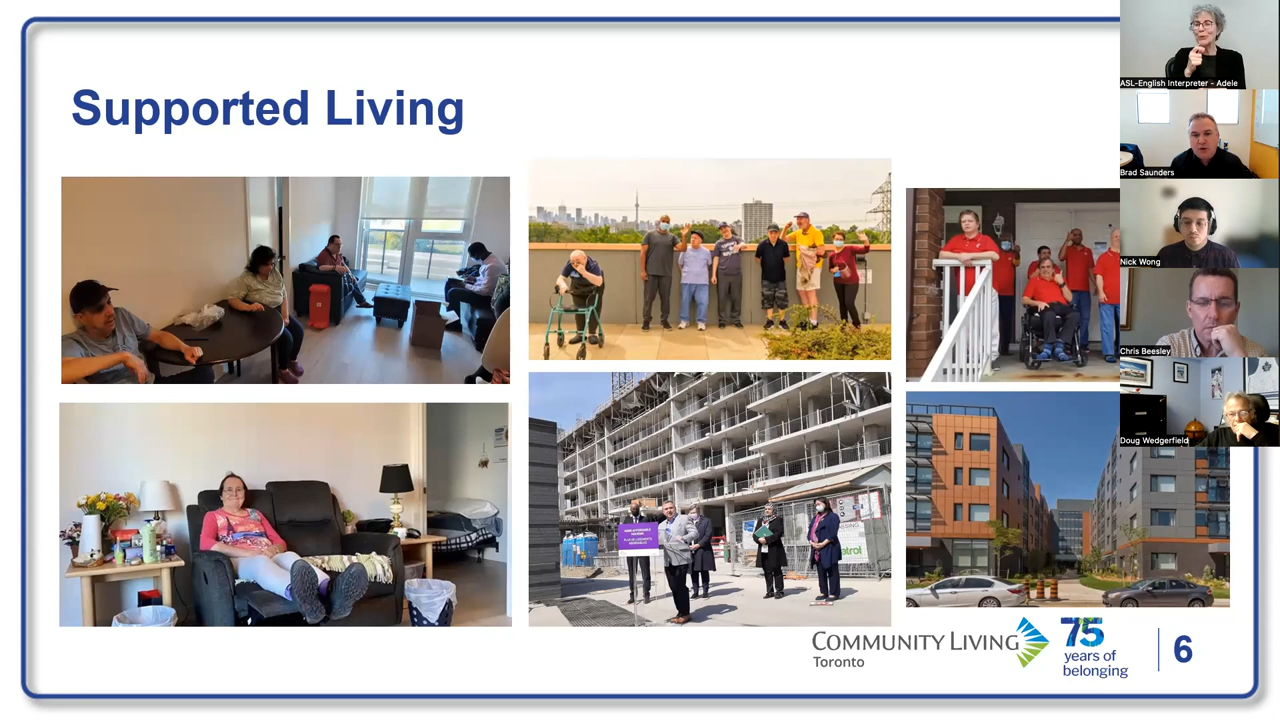 Supported Living
ASL-English Interpreter - Adele
Brad Saunders
Nick Wong
Chris Beesley
Doug Wedgerfield
COMMUNITY LIVING
Toronto
75
years of
belonging
6